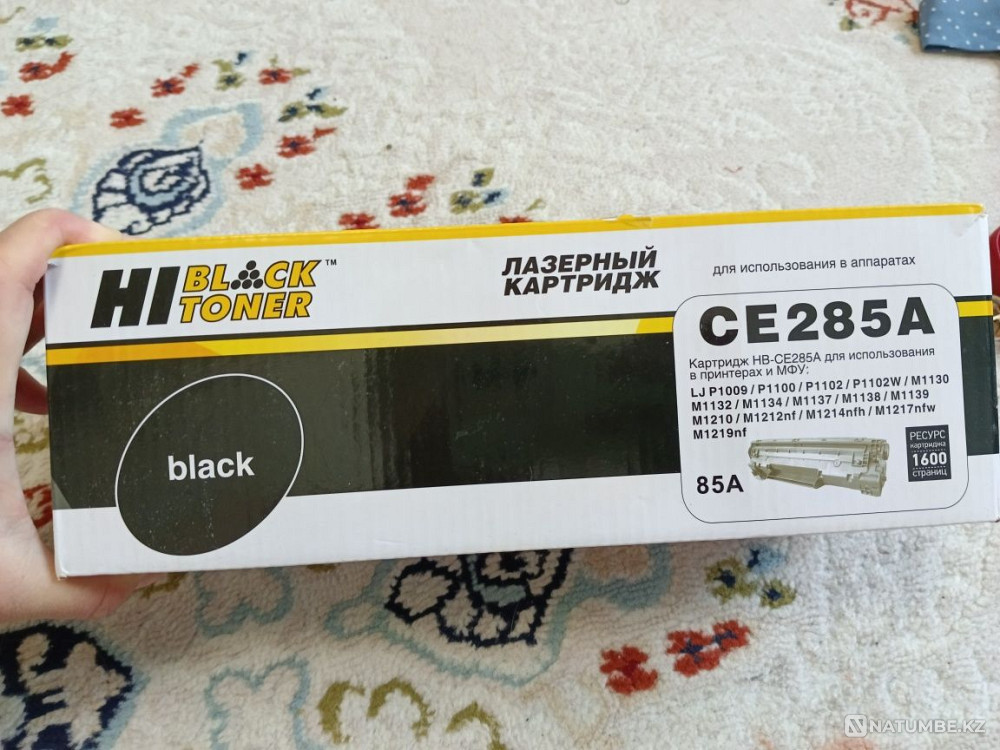 HI BLACK TONER™
ЛАЗЕРНЫЙ
КАРТРИДЖ
для использования в аппаратах
CE285A
Картридж HB-CE285A для использования
в принтерах и МФУ:
LJ P1009 / P1100 / P1102 / P1102W / M1130
M1132 / M1134 / M1137 / M1138 / M1139
M1210 / M1212nf / M1214nfh / M1217nfw
M1219nf
РЕСУРС
картриджа
1600
страниц
85A
black
NATUMBE.KZ